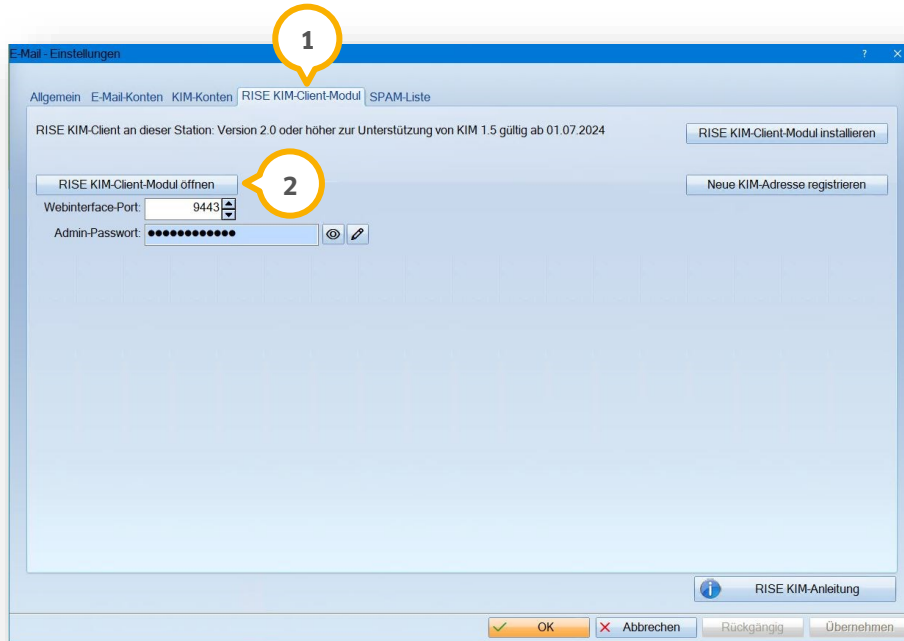 1
E-Mail - Einstellungen
Allgemein E-Mail-Konten KIM-Konten RISE KIM-Client-Modul SPAM-Liste
RISE KIM-Client an dieser Station: Version 2.0 oder höher zur Unterstützung von KIM 1.5 gültig ab 01.07.2024
RISE KIM-Client-Modul installieren
RISE KIM-Client-Modul öffnen
2
Neue KIM-Adresse registrieren
Webinterface-Port: 9443
Admin-Passwort: ●●●●●●●●●●●●
RISE KIM-Anleitung
OK Abbrechen Rückgängig Übernehmen